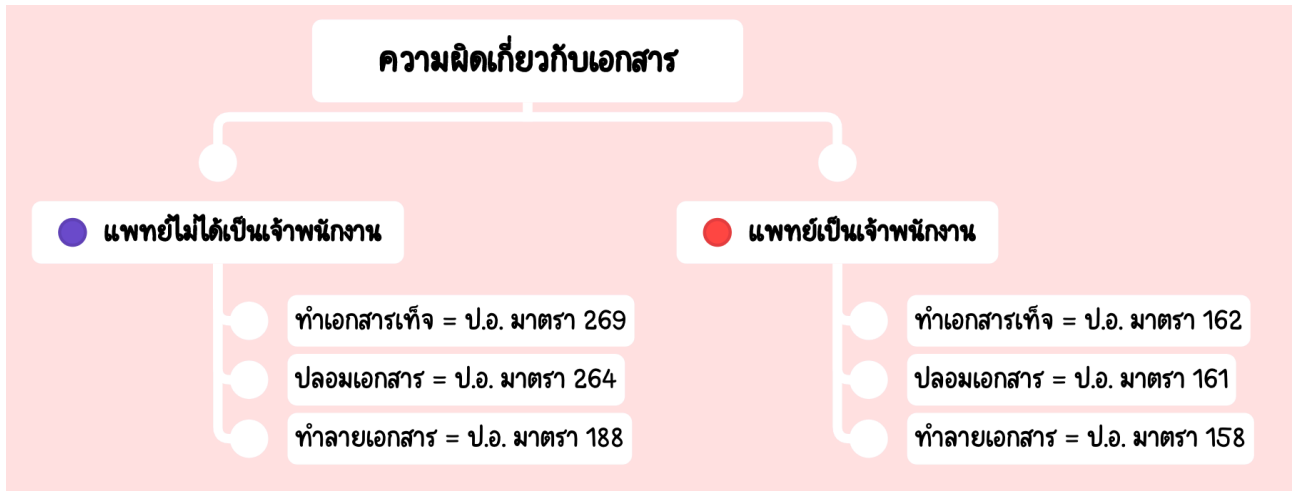 ความผิดเกี่ยวกับเอกสาร
แพทย์ไม่ได้เป็นเจ้าพนักงาน
ทำเอกสารเท็จ = ป.อ. มาตรา 269
ปลอมเอกสาร = ป.อ. มาตรา 264
ทำลายเอกสาร = ป.อ. มาตรา 188
แพทย์เป็นเจ้าพนักงาน
ทำเอกสารเท็จ = ป.อ. มาตรา 162
ปลอมเอกสาร = ป.อ. มาตรา 161
ทำลายเอกสาร = ป.อ. มาตรา 158